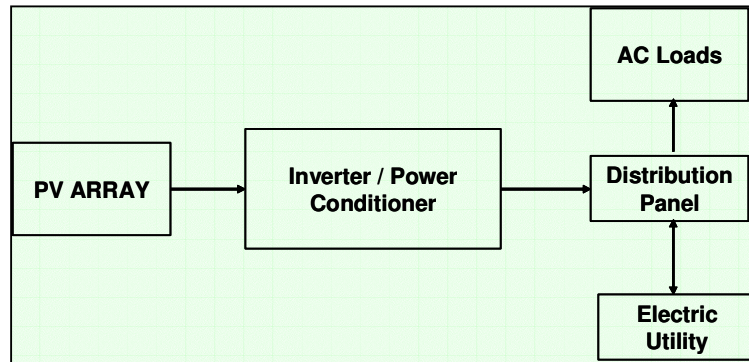 AC Loads
PV ARRAY
Inverter / Power
Conditioner
Distribution
Panel
Electric
Utility